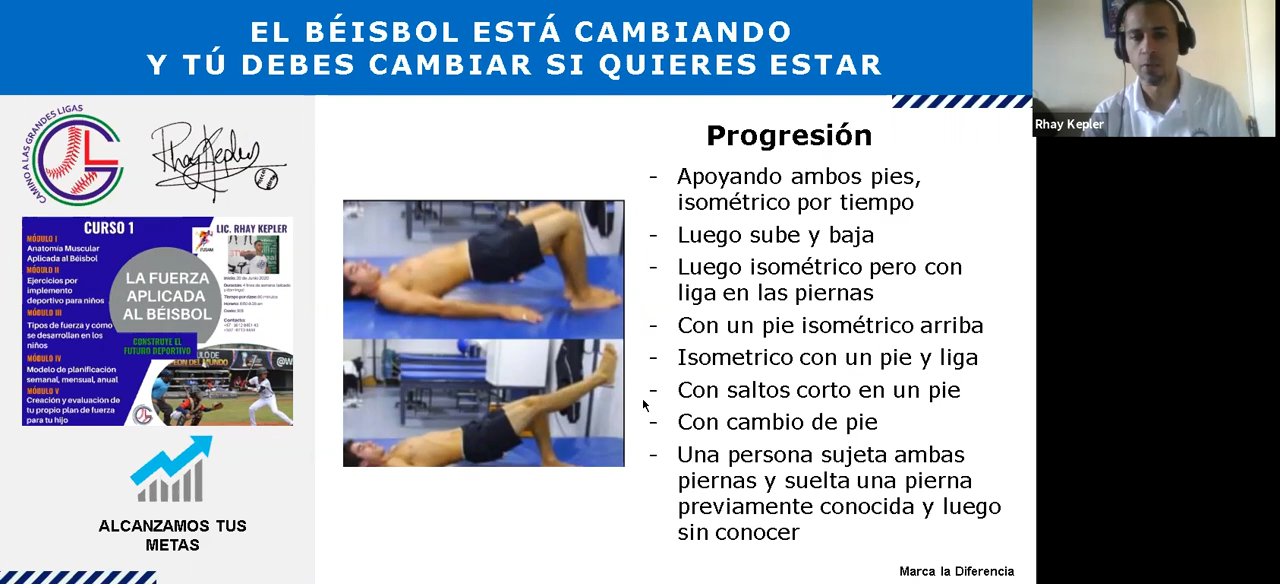 EL BÉISBOL ESTÁ CAMBIANDO
Y TÚ DEBES CAMBIAR SI QUIERES ESTAR
Rhay Kepler
CAMINO A LAS GRANDES LIGAS
Rhay Kepler
CURSO 1
MÓDULO I
Anatomía Muscular
Aplicada al Béisbol
MÓDULO II
Ejercicios por
implemento
deportivo para niños
MÓDULO III
Tipos de fuerza y como
se desarrollan en los
niños
MÓDULO IV
Modelo de planificación
semanal, mensual, anual
MÓDULO V
Creación y evaluación de
tu propio plan de fuerza
para tu hijo
LIC. RHAY KEPLER
LA FUERZA
APLICADA
AL BÉISBOL
CONSTRUYE EL
FUTURO DEPORTIVO
ALCANZAMOS TUS
METAS
Progresión
- Apoyando ambos pies,
isométrico por tiempo
- Luego sube y baja
- Luego isométrico pero con
liga en las piernas
- Con un pie isométrico arriba
- Isometrico con un pie y liga
- Con saltos corto en un pie
- Con cambio de pie
- Una persona sujeta ambas
piernas y suelta una pierna
previamente conocida y luego
sin conocer
Marca la Diferencia